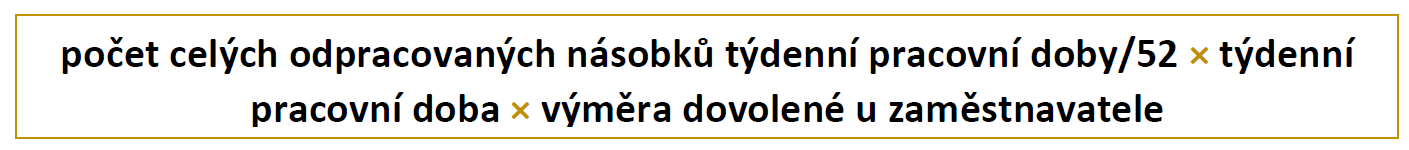 počet celých odpracovaných násobků týdenní pracovní doby/52 × týdenní
pracovní doba × výměra dovolené u zaměstnavatele